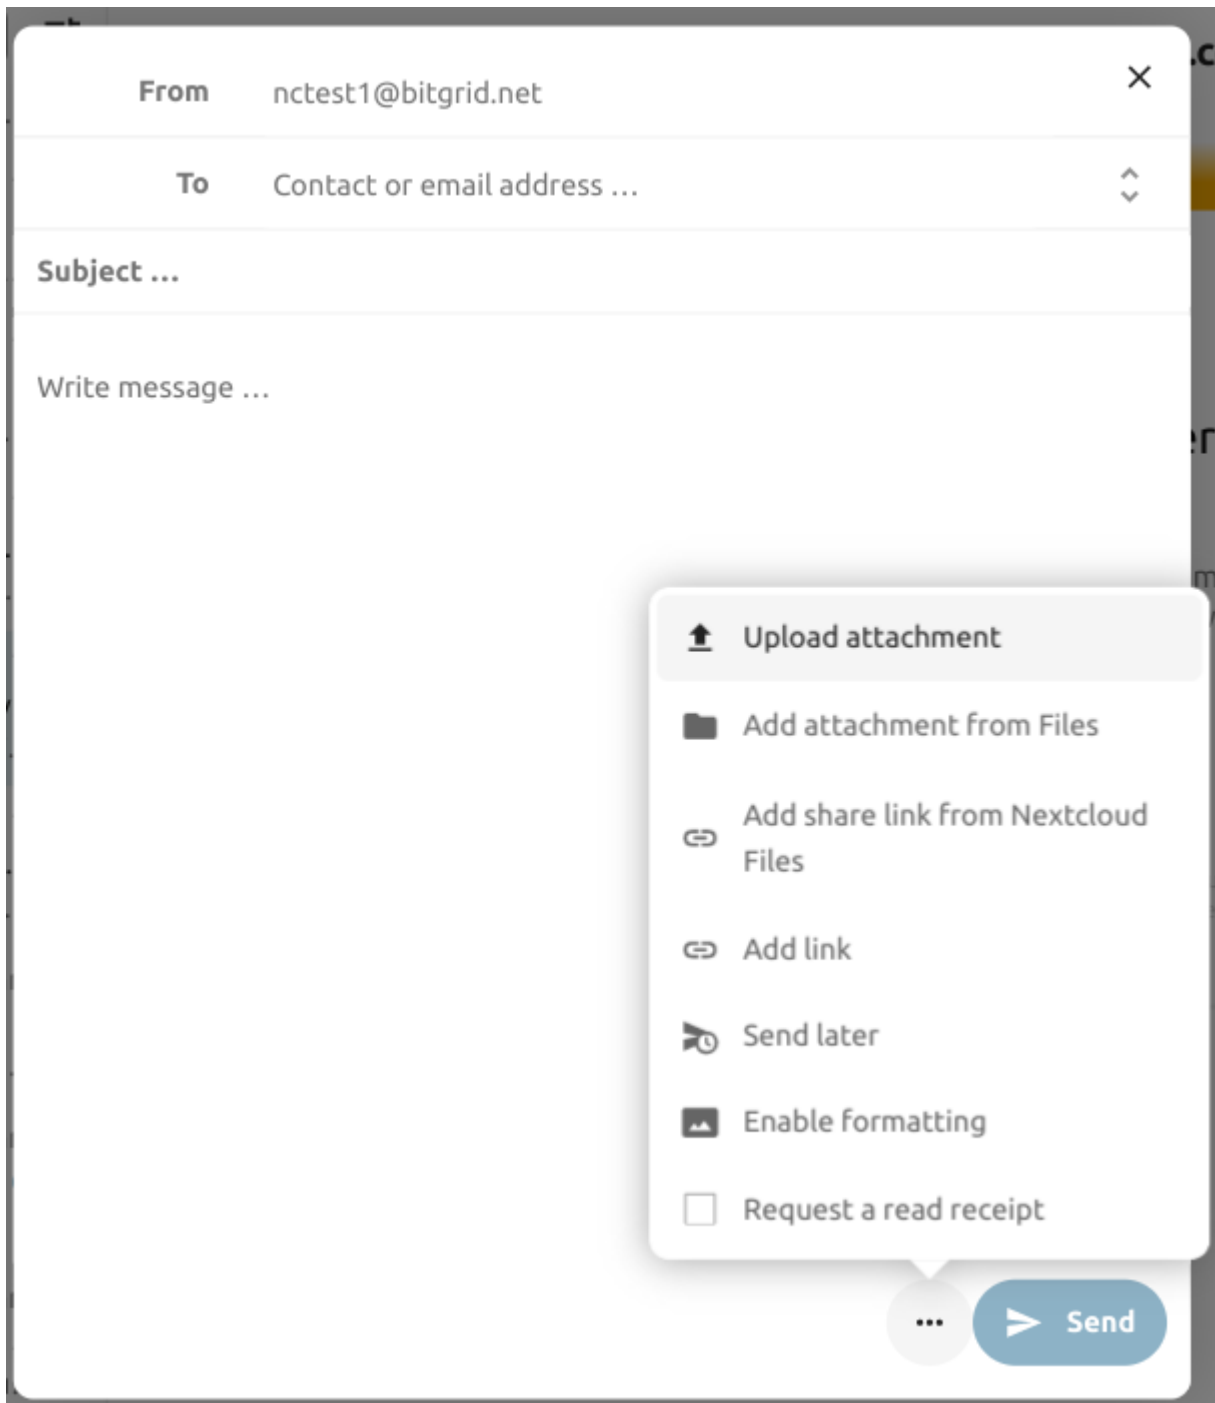 From nctest1@bitgrid.net
To Contact or email address …
Subject …
Write message …
Upload attachment
Add attachment from Files
Add share link from Nextcloud
Files
Add link
Send later
Enable formatting
Request a read receipt
Send